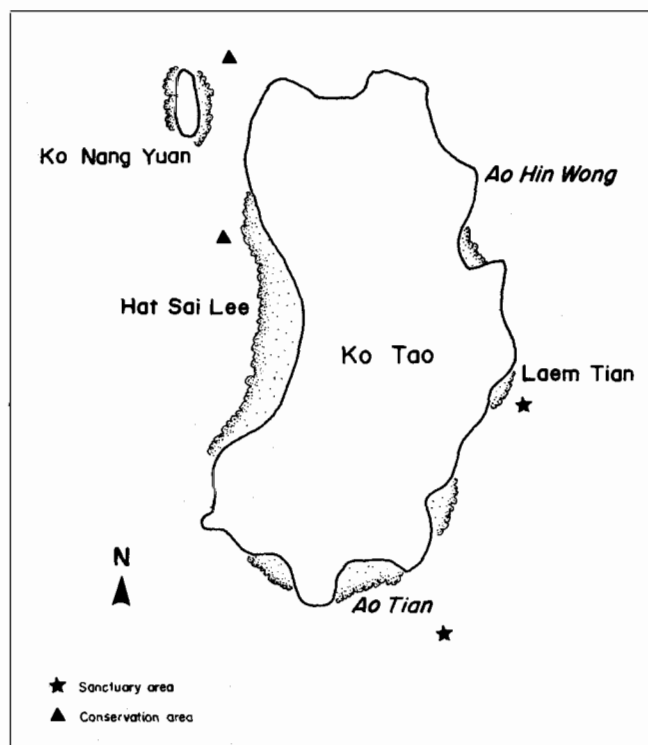 Ko Nang Yuan
Ao Hin Wong
Hat Sai Lee
Ko Tao
Laem Tian
N
Ao Tian
Sanctuary area
Conservation area